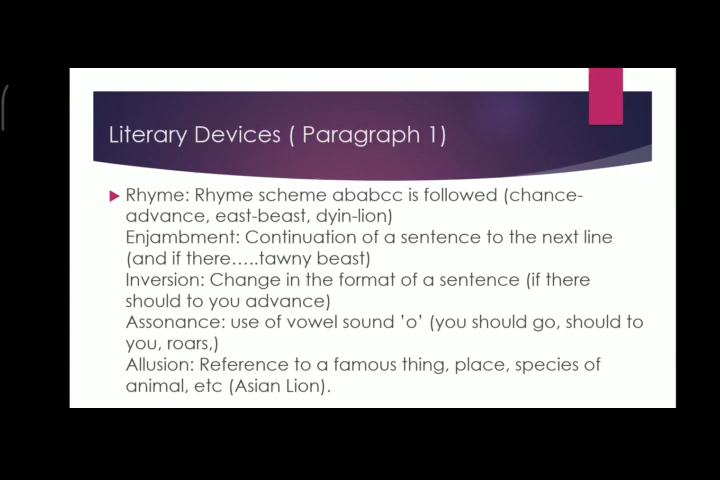 Literary Devices ( Paragraph 1)
Rhyme: Rhyme scheme ababcc is followed (chance-
advance, east-beast, dyin-lion)
Enjambment: Continuation of a sentence to the next line
(and if there…..tawny beast)
Inversion: Change in the format of a sentence (if there
should to you advance)
Assonance: use of vowel sound ’o’ (you should go, should to
you, roars,)
Allusion: Reference to a famous thing, place, species of
animal, etc (Asian Lion).